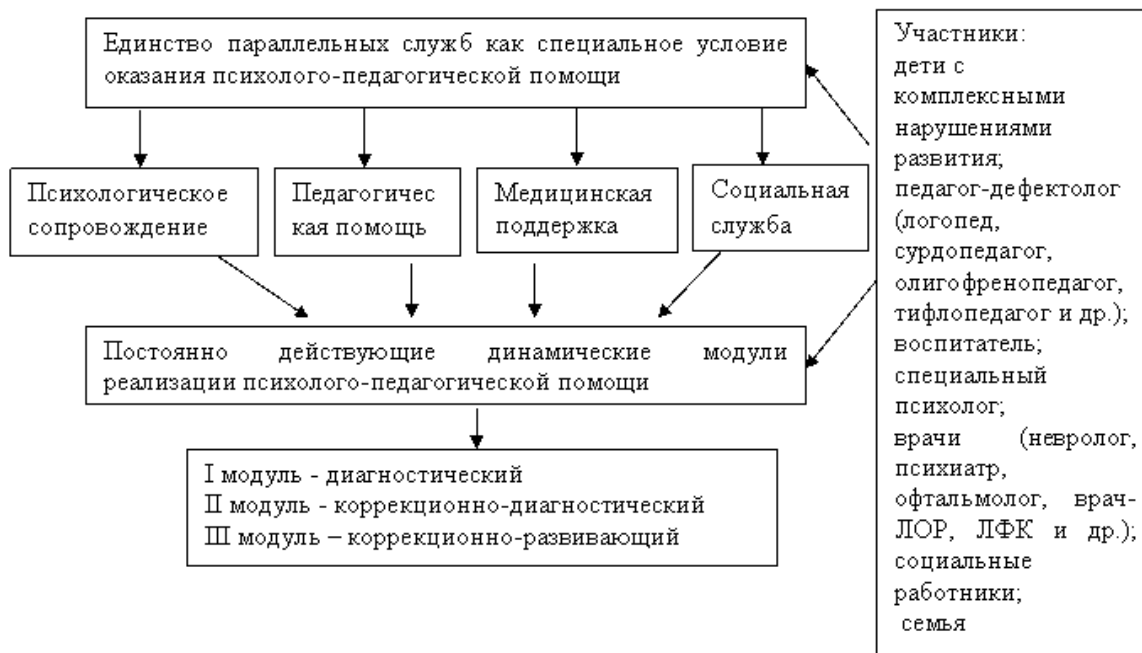 Единство параллельных служб как специальное условие
оказания психолого-педагогической помощи
Психологическое
сопровождение
Педагогичес
кая помощь
Медицинская
поддержка
Социальная
служба
Постоянно действующие динамические модули
реализации психолого-педагогической помощи
I модуль - диагностический
II модуль - коррекционно-диагностический
III модуль – коррекционно-развивающий
Участники:
дети с
комплексными
нарушениями
развития;
педагог-дефектолог
(логопед,
сурдопедагог,
олигофренопедагог,
тифлопедагог и др.);
воспитатель;
специальный
психолог;
врачи (невролог,
психиатр,
офтальмолог, врач-
ЛОР, ЛФК и др.);
социальные
работники;
семья